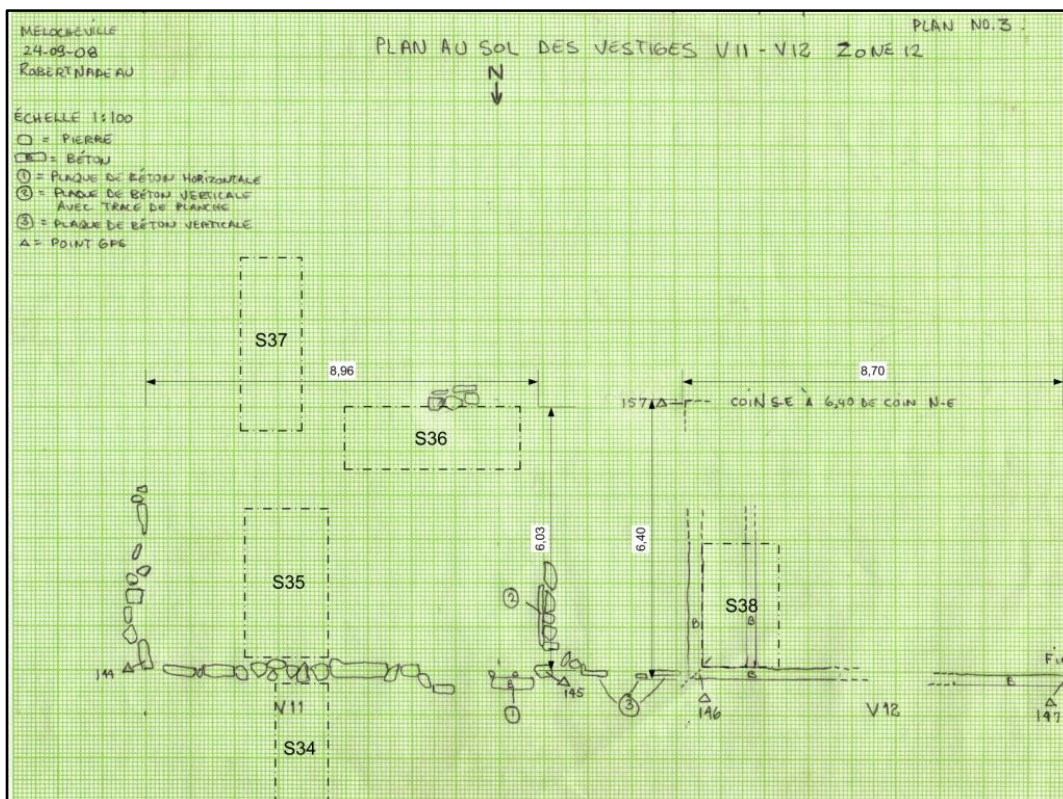 MELOCHEVILLE
24-09-08
ROBERT NADEAU
PLAN NO.3.
PLAN AU SOL DES VESTIGES V11 - V12 ZONE 12
N
ÉCHELLE 1:100
= PIERRE
B = BÉTON
① = PLAQUE DE BÉTON HORIZONTALE
② = PLAQUE DE BÉTON VERTICALE
AVEC TRACE DE PLANCHE
③ = PLAQUE DE BÉTON VERTICALE
△ = POINT GPS
S37
8,96
8,70
157 △
COIN S-E À 6,40 DE COIN N-E
S36
6,03
6,40
S35
②
S38
B
B
144 △
B
145
B
B
Fi
V11
①
③
146
V12
147
S34